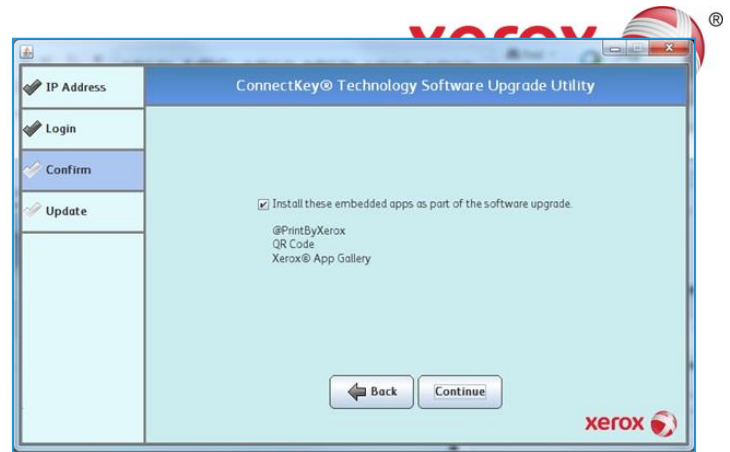 xerox ®
IP Address
ConnectKey® Technology Software Upgrade Utility
Login
Confirm
Update
Install these embedded apps as part of the software upgrade.
@PrintByXerox
QR Code
Xerox® App Gallery
Back
Continue
xerox